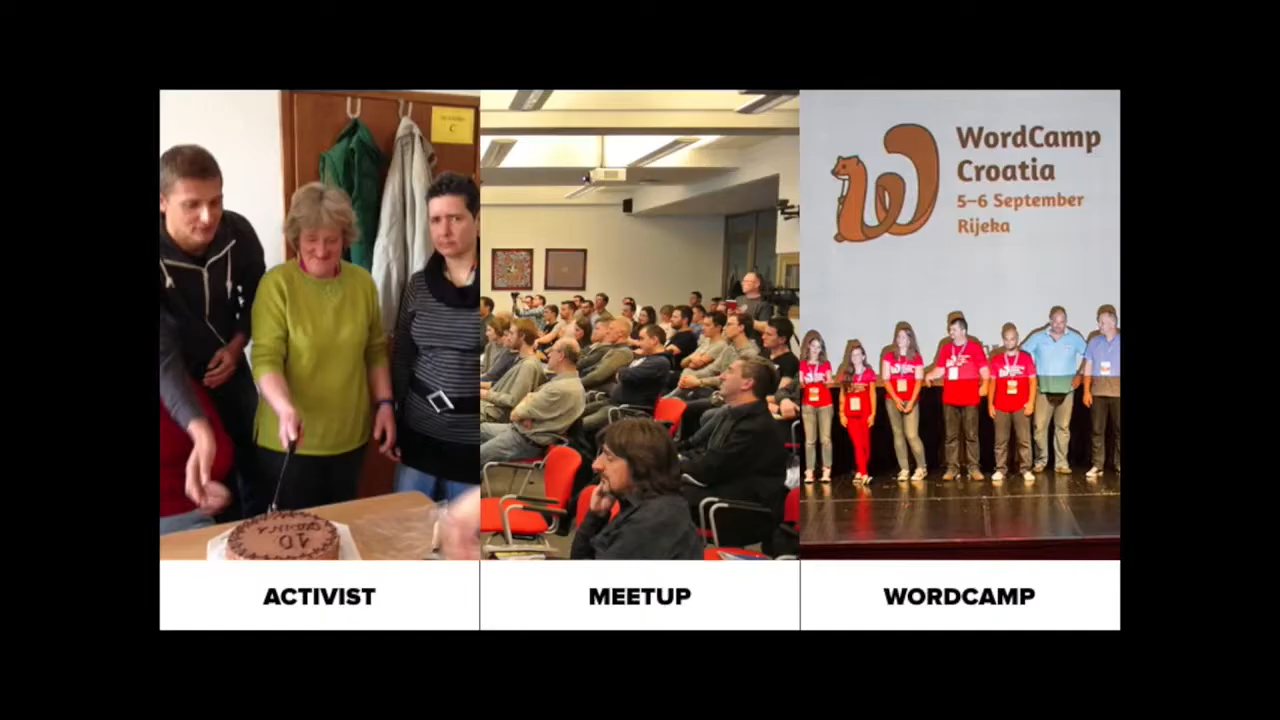 WordCamp
Croatia
5–6 September
Rijeka
ACTIVIST
MEETUP
WORDCAMP